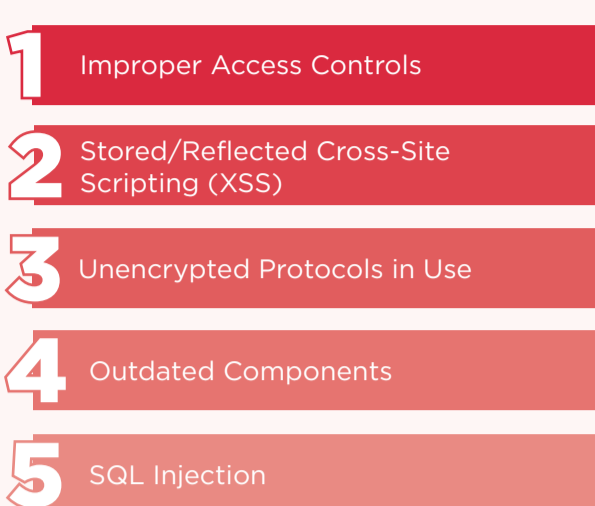 1 Improper Access Controls
2 Stored/Reflected Cross-Site
Scripting (XSS)
3 Unencrypted Protocols in Use
4 Outdated Components
5 SQL Injection